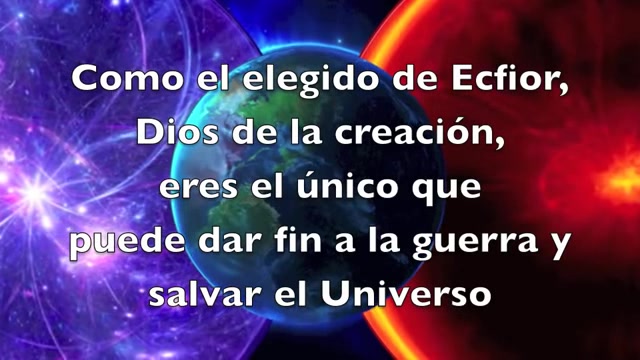 Como el elegido de Ecfior,
Dios de la creación,
eres el único que
puede dar fin a la guerra y
salvar el Universo